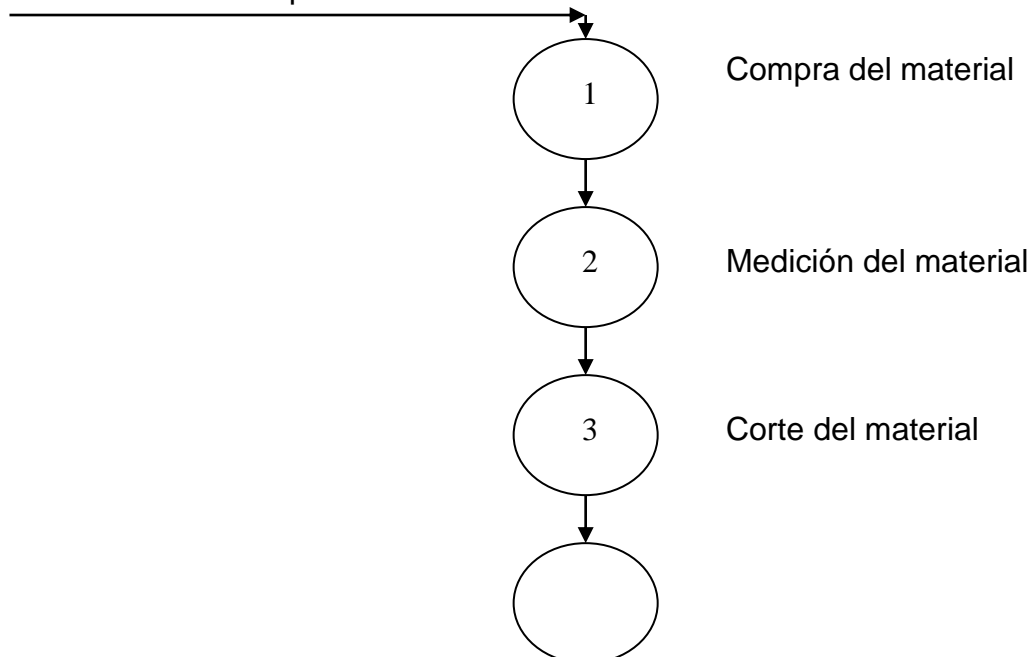 1
Compra del material
2
Medición del material
3
Corte del material